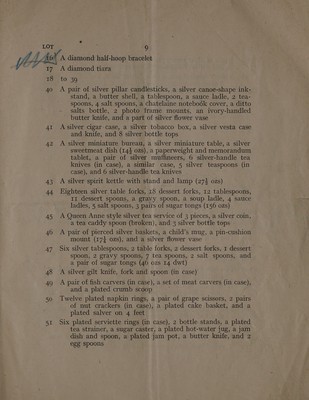 LOT 9
16 A diamond half-hoop bracelet
17 A diamond tiara
28 to 39
40 A pair of silver pillar candlesticks, a silver canoe-shape ink-
stand, a butter shell, a tablespoon, a sauce ladle, 2 tea-
spoons, 4 salt spoons, a chatelaine notebook cover, a ditto
salts bottle, 2 photo frame mounts, an ivory-handled
butter knife, and a part of silver flower vase
41 A silver cigar case, a silver tobacco box, a silver vesta case
and knife, and 8 silver bottle tops
42 A silver miniature bureau, a silver miniature table, a silver
sweetmeat dish (14½ ozs), a paperweight and memorandum
tablet, a pair of silver muffineers, 6 silver-handle tea
knives (in case), a similar case, 5 silver teaspoons (in
case), and 6 silver-handle tea knives
43 A silver spirit kettle with stand and lamp (27½ ozs)
44 Eighteen silver table forks, 18 dessert forks, 12 tablespoons,
11 dessert spoons, a gravy spoon, a soup ladle, 4 sauce
ladles, 5 salt spoons, 3 pairs of sugar tongs (156 ozs)
45 A Queen Anne style silver tea service of 3 pieces, a silver coin,
a tea caddy spoon (broken), and 3 silver bottle tops
46 A pair of pierced silver baskets, a child's mug, a pin-cushion
mount (17½ ozs), and a silver flower vase
47 Six silver tablespoons, 2 table forks, 2 dessert forks, 1 dessert
spoon, 2 gravy spoons, 7 tea spoons, 2 salt spoons, and
a pair of sugar tongs (46 ozs 14 dwt)
48 A silver gilt knife, fork and spoon (in case)
49 A pair of fish carvers (in case), a set of meat carvers (in case),
and a plated crumb scoop
50 Twelve plated napkin rings, a pair of grape scissors, 2 pairs
of nut crackers (in case), a plated cake basket, and a
plated salver on 4 feet
51 Six plated serviette rings (in case), 2 bottle stands, a plated
tea strainer, a sugar caster, a plated hot-water jug, a jam
dish and spoon, a plated jam pot, a butter knife, and 2
egg spoons